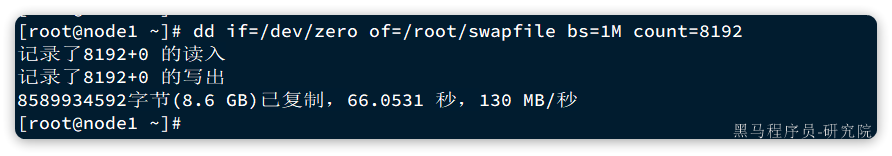 [root@node1 ~]# dd if=/dev/zero of=/root/swapfile bs=1M count=8192
记录了8192+0 的读入
记录了8192+0 的写出
8589934592字节(8.6 GB)已复制，66.0531 秒，130 MB/秒
[root@node1 ~]#
黑马程序员-研究院